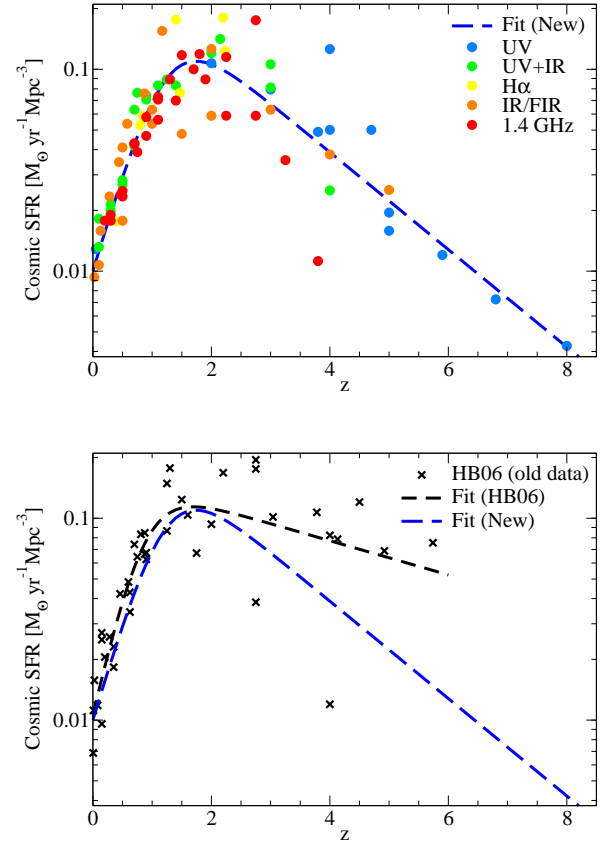 Cosmic SFR [M⊙ yr⁻¹ Mpc⁻³]
0.1
0.01
Fit (New)
UV
UV+IR
Hα
IR/FIR
1.4 GHz
0 2 4 6 8
z
Cosmic SFR [M⊙ yr⁻¹ Mpc⁻³]
0.1
0.01
HB06 (old data)
Fit (HB06)
Fit (New)
0 2 4 6 8
z